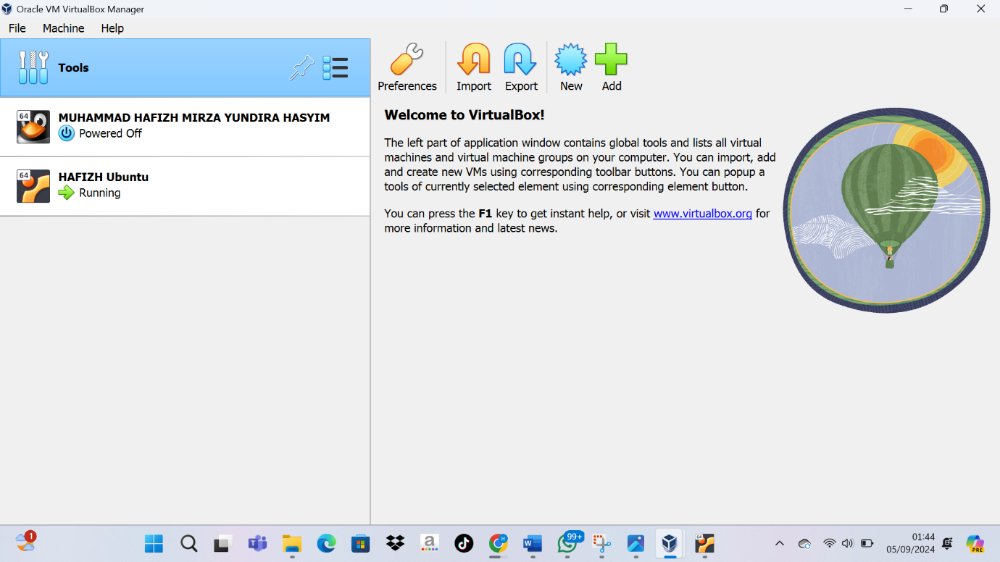 Oracle VM VirtualBox Manager
File Machine Help
Tools
64
MUHAMMAD HAFIZH MIRZA YUNDIRA HASYIM
Powered Off
64
HAFIZH Ubuntu
Running
Preferences Import Export New Add
Welcome to VirtualBox!
The left part of application window contains global tools and lists all virtual
machines and virtual machine groups on your computer. You can import, add
and create new VMs using corresponding toolbar buttons. You can popup a
tools of currently selected element using corresponding element button.
You can press the F1 key to get instant help, or visit www.virtualbox.org for
more information and latest news.
1
a
H
W
99+
64
01:44
05/09/2024
PRE